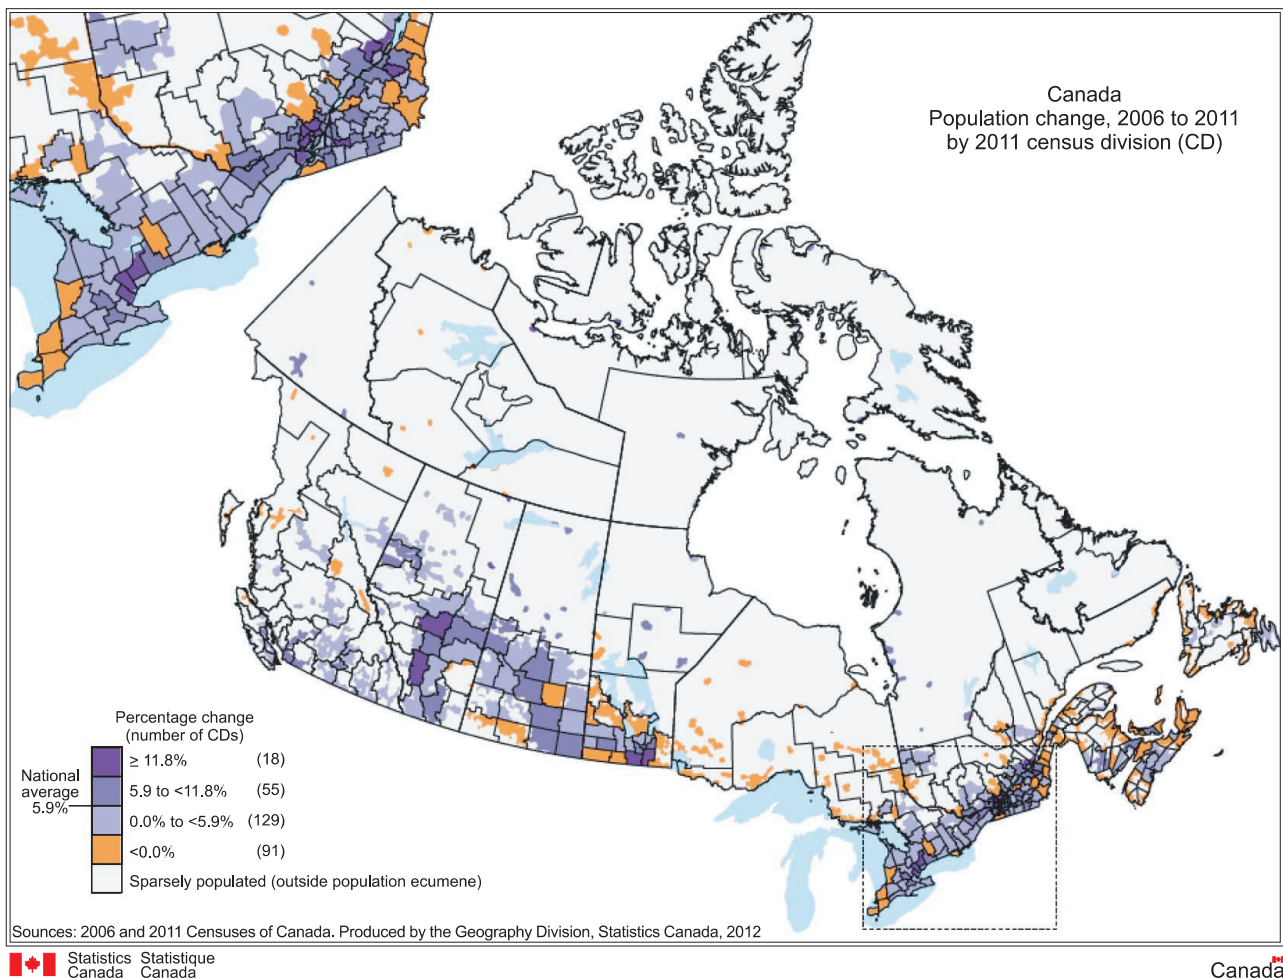 Canada
Population change, 2006 to 2011
by 2011 census division (CD)
Percentage change
(number of CDs)
National
average
5.9%
≥ 11.8% (18)
5.9 to <11.8% (55)
0.0% to <5.9% (129)
<0.0% (91)
Sparsely populated (outside population ecumene)
Sources: 2006 and 2011 Censuses of Canada. Produced by the Geography Division, Statistics Canada, 2012
Statistics Statistique
Canada Canada
Canada